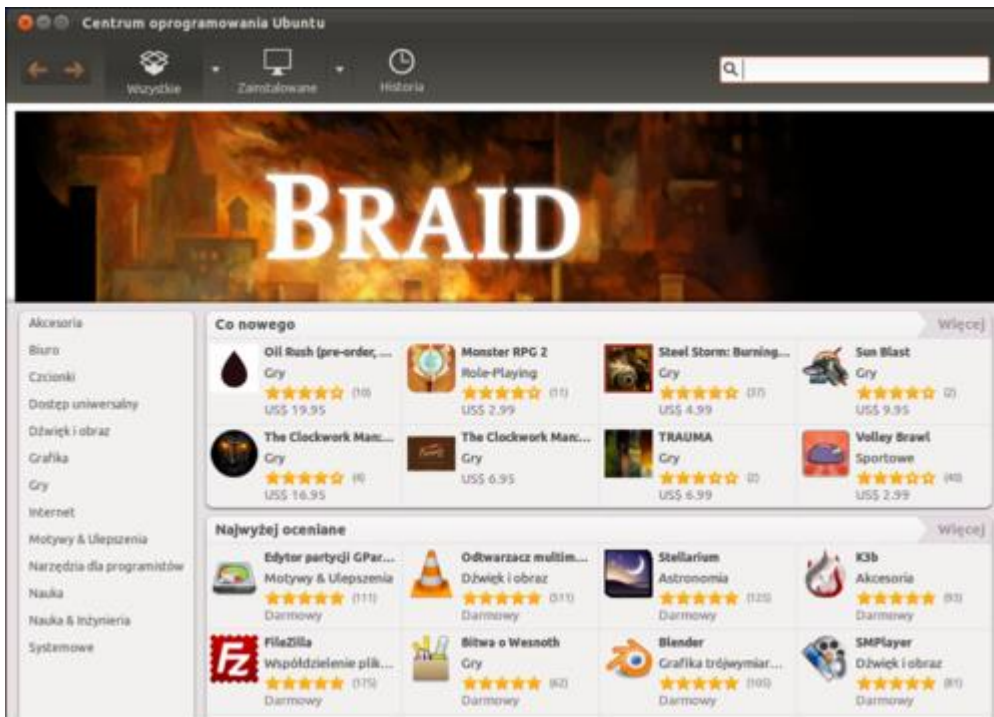 Centrum oprogramowania Ubuntu
Wszystkie
Zainstalowane
Historia
BRAID
Akcesoria
Biuro
Czcionki
Dostęp uniwersalny
Dźwięk i obraz
Grafika
Gry
Internet
Motywy & Ulepszenia
Narzędzia dla programistów
Nauka
Nauka & Inżynieria
Systemowe
Co nowego
Więcej
Oil Rush (pre-order, ...
Gry
(10)
US$ 19.95
Monster RPG 2
Role-Playing
(11)
US$ 2.99
Steel Storm: Burning...
Gry
(37)
US$ 4.99
Sun Blast
Gry
(2)
US$ 9.95
The Clockwork Man:...
Gry
(4)
US$ 16.95
The Clockwork Man:...
Gry
US$ 6.95
TRAUMA
Gry
(2)
US$ 6.99
Volley Brawl
Sportowe
(40)
US$ 2.99
Najwyżej oceniane
Więcej
Edytor partycji GPar...
Motywy & Ulepszenia
(111)
Darmowy
Odtwarzacz multim...
Dźwięk i obraz
(511)
Darmowy
Stellarium
Astronomia
(125)
Darmowy
K3b
Akcesoria
(93)
Darmowy
FileZilla
Współdzielenie plik...
(175)
Darmowy
Bitwa o Wesnoth
Gry
(62)
Darmowy
Blender
Grafika trójwymiar...
(105)
Darmowy
SMPlayer
Dźwięk i obraz
(81)
Darmowy